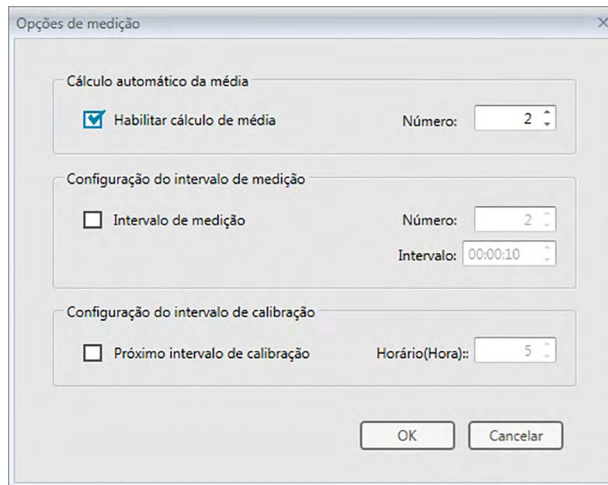 Opções de medição
Cálculo automático da média
Habilitar cálculo de média Número: 2
Configuração do intervalo de medição
Intervalo de medição Número: 2
Intervalo: 00:00:10
Configuração do intervalo de calibração
Próximo intervalo de calibração Horário(Hora):: 5
OK Cancelar